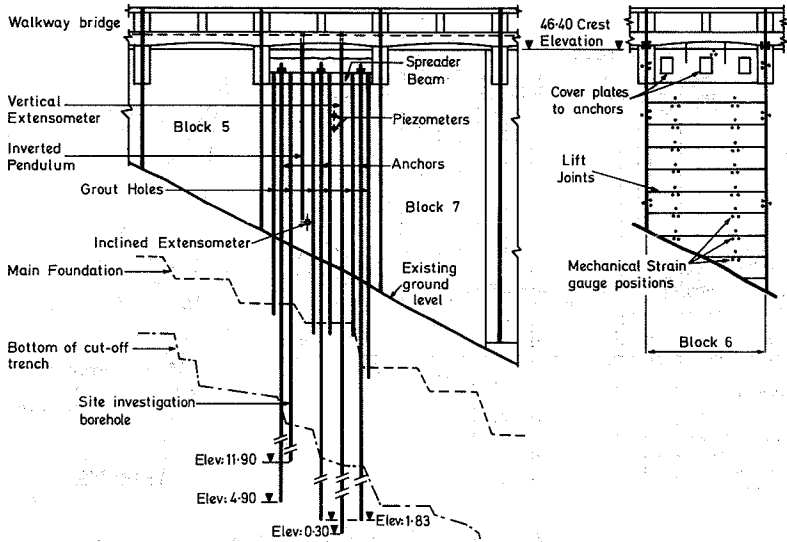 Walkway bridge
46·40 Crest
Elevation
Spreader
Beam
Cover plates
to anchors
Vertical
Extensometer
Piezometers
Block 5
Inverted
Pendulum
Anchors
Lift
Joints
Grout Holes
Block 7
Inclined Extensometer
Main Foundation
Existing
ground
level
Mechanical Strain
gauge positions
Bottom of cut-off
trench
Block 6
Site investigation
borehole
Elev: 11·90
Elev: 4·90
Elev: 0·30
Elev: 1·83